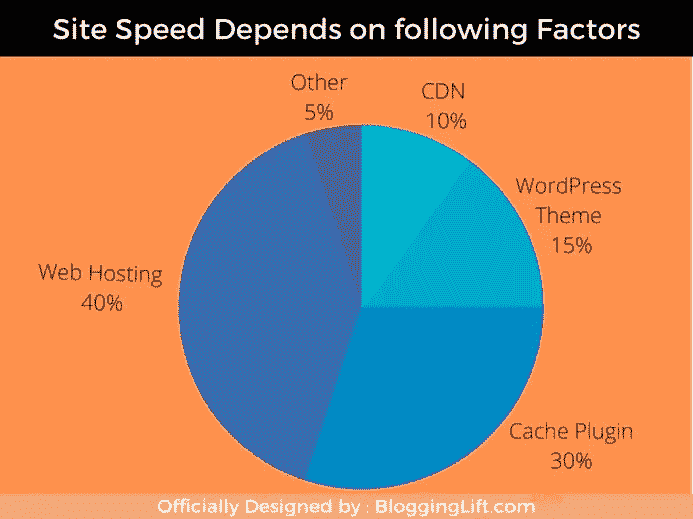 Site Speed Depends on following Factors
Other
5%
CDN
10%
WordPress
Theme
15%
Web Hosting
40%
Cache Plugin
30%
Officially Designed by : BloggingLift.com